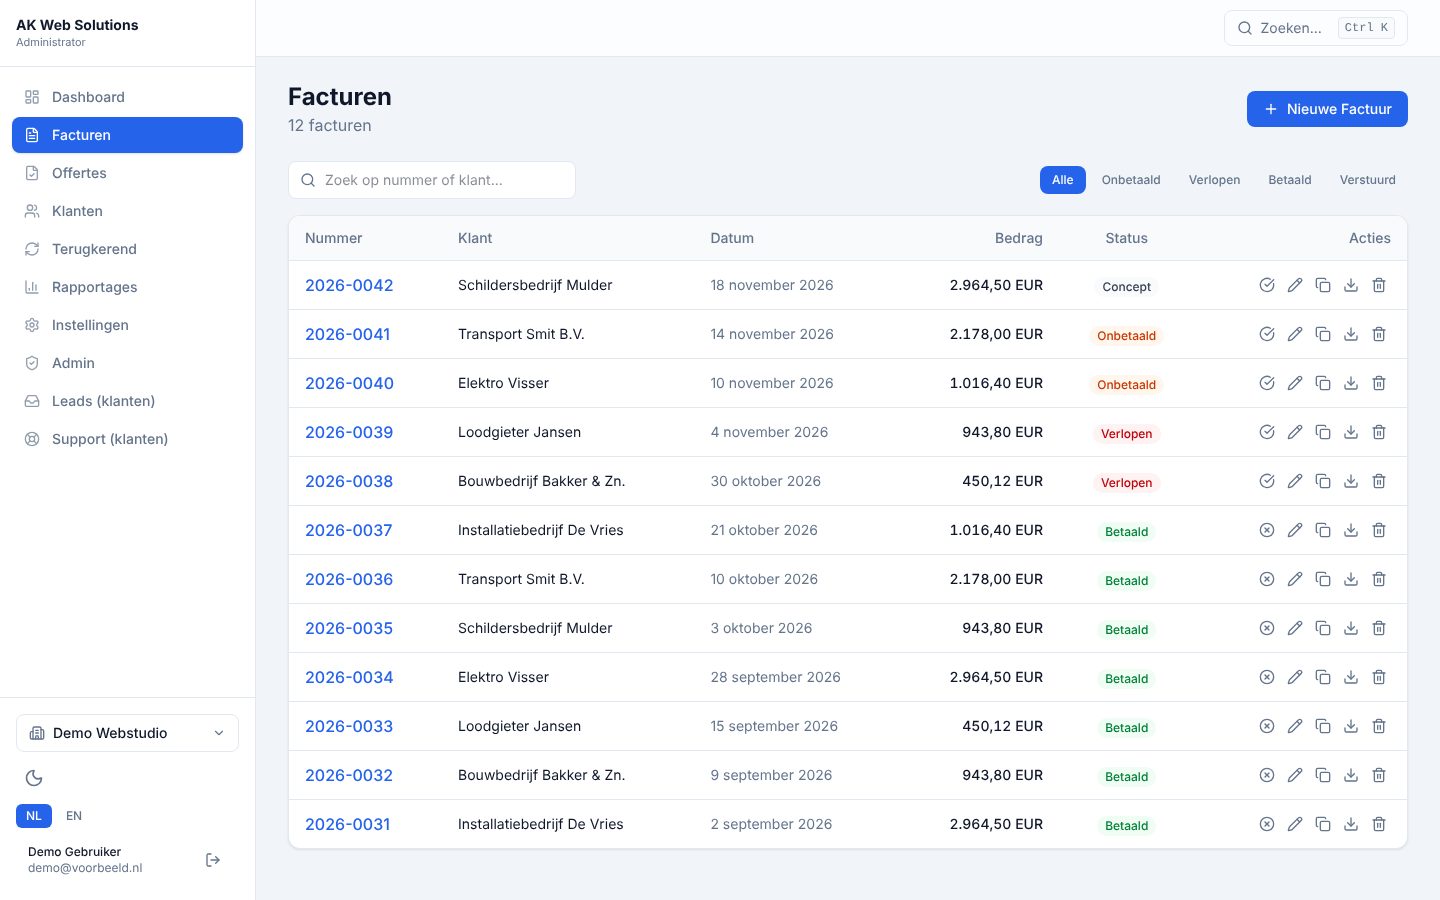 AK Web Solutions
Administrator
Dashboard
Facturen
Offertes
Klanten
Terugkerend
Rapportages
Instellingen
Admin
Leads (klanten)
Support (klanten)
Demo Webstudio
NL EN
Demo Gebruiker
demo@voorbeeld.nl
Zoeken... Ctrl K
Facturen
12 facturen
Nieuwe Factuur
Zoek op nummer of klant...
Alle Onbetaald Verlopen Betaald Verstuurd
Nummer Klant Datum Bedrag Status Acties
2026-0042 Schildersbedrijf Mulder 18 november 2026 2.964,50 EUR Concept
2026-0041 Transport Smit B.V. 14 november 2026 2.178,00 EUR Onbetaald
2026-0040 Elektro Visser 10 november 2026 1.016,40 EUR Onbetaald
2026-0039 Loodgieter Jansen 4 november 2026 943,80 EUR Verlopen
2026-0038 Bouwbedrijf Bakker & Zn. 30 oktober 2026 450,12 EUR Verlopen
2026-0037 Installatiebedrijf De Vries 21 oktober 2026 1.016,40 EUR Betaald
2026-0036 Transport Smit B.V. 10 oktober 2026 2.178,00 EUR Betaald
2026-0035 Schildersbedrijf Mulder 3 oktober 2026 943,80 EUR Betaald
2026-0034 Elektro Visser 28 september 2026 2.964,50 EUR Betaald
2026-0033 Loodgieter Jansen 15 september 2026 450,12 EUR Betaald
2026-0032 Bouwbedrijf Bakker & Zn. 9 september 2026 943,80 EUR Betaald
2026-0031 Installatiebedrijf De Vries 2 september 2026 2.964,50 EUR Betaald